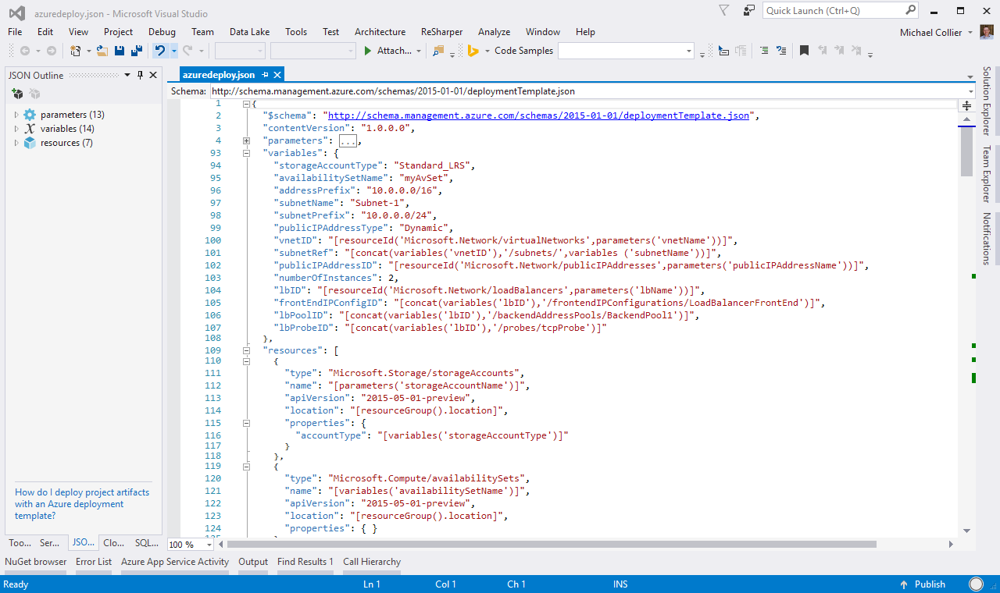 azuredeploy.json - Microsoft Visual Studio
Quick Launch (Ctrl+Q)
File Edit View Project Debug Team Data Lake Tools Test Architecture ReSharper Analyze Window Help
Michael Collier
Attach...
Code Samples
JSON Outline
azuredeploy.json
Schema: http://schema.management.azure.com/schemas/2015-01-01/deploymentTemplate.json
parameters (13)
variables (14)
resources (7)
1 {
2 "$schema": "http://schema.management.azure.com/schemas/2015-01-01/deploymentTemplate.json",
3 "contentVersion": "1.0.0.0",
4 "parameters": ...,
93 "variables": {
94 "storageAccountType": "Standard_LRS",
95 "availabilitySetName": "myAvSet",
96 "addressPrefix": "10.0.0.0/16",
97 "subnetName": "Subnet-1",
98 "subnetPrefix": "10.0.0.0/24",
99 "publicIPAddressType": "Dynamic",
100 "vnetID": "[resourceId('Microsoft.Network/virtualNetworks',parameters('vnetName'))]",
101 "subnetRef": "[concat(variables('vnetID'),'/subnets/',variables ('subnetName'))]",
102 "publicIPAddressID": "[resourceId('Microsoft.Network/publicIPAddresses',parameters('publicIPAddressName'))]",
103 "numberOfInstances": 2,
104 "lbID": "[resourceId('Microsoft.Network/loadBalancers',parameters('lbName'))]",
105 "frontEndIPConfigID": "[concat(variables('lbID'),'/frontendIPConfigurations/LoadBalancerFrontEnd')]",
106 "lbPoolID": "[concat(variables('lbID'),'/backendAddressPools/BackendPool1')]",
107 "lbProbeID": "[concat(variables('lbID'),'/probes/tcpProbe')]"
108 },
109 "resources": [
110 {
111 "type": "Microsoft.Storage/storageAccounts",
112 "name": "[parameters('storageAccountName')]",
113 "apiVersion": "2015-05-01-preview",
114 "location": "[resourceGroup().location]",
115 "properties": {
116 "accountType": "[variables('storageAccountType')]"
117 }
118 },
119 {
120 "type": "Microsoft.Compute/availabilitySets",
121 "name": "[variables('availabilitySetName')]",
122 "apiVersion": "2015-05-01-preview",
123 "location": "[resourceGroup().location]",
124 "properties": { }
Solution Explorer
Team Explorer
Notifications
How do I deploy project artifacts
with an Azure deployment
template?
Too... Ser... JSO... Clo... SQL...
100 %
NuGet browser Error List Azure App Service Activity Output Find Results 1 Call Hierarchy
Ready Ln 1 Col 1 Ch 1 INS Publish